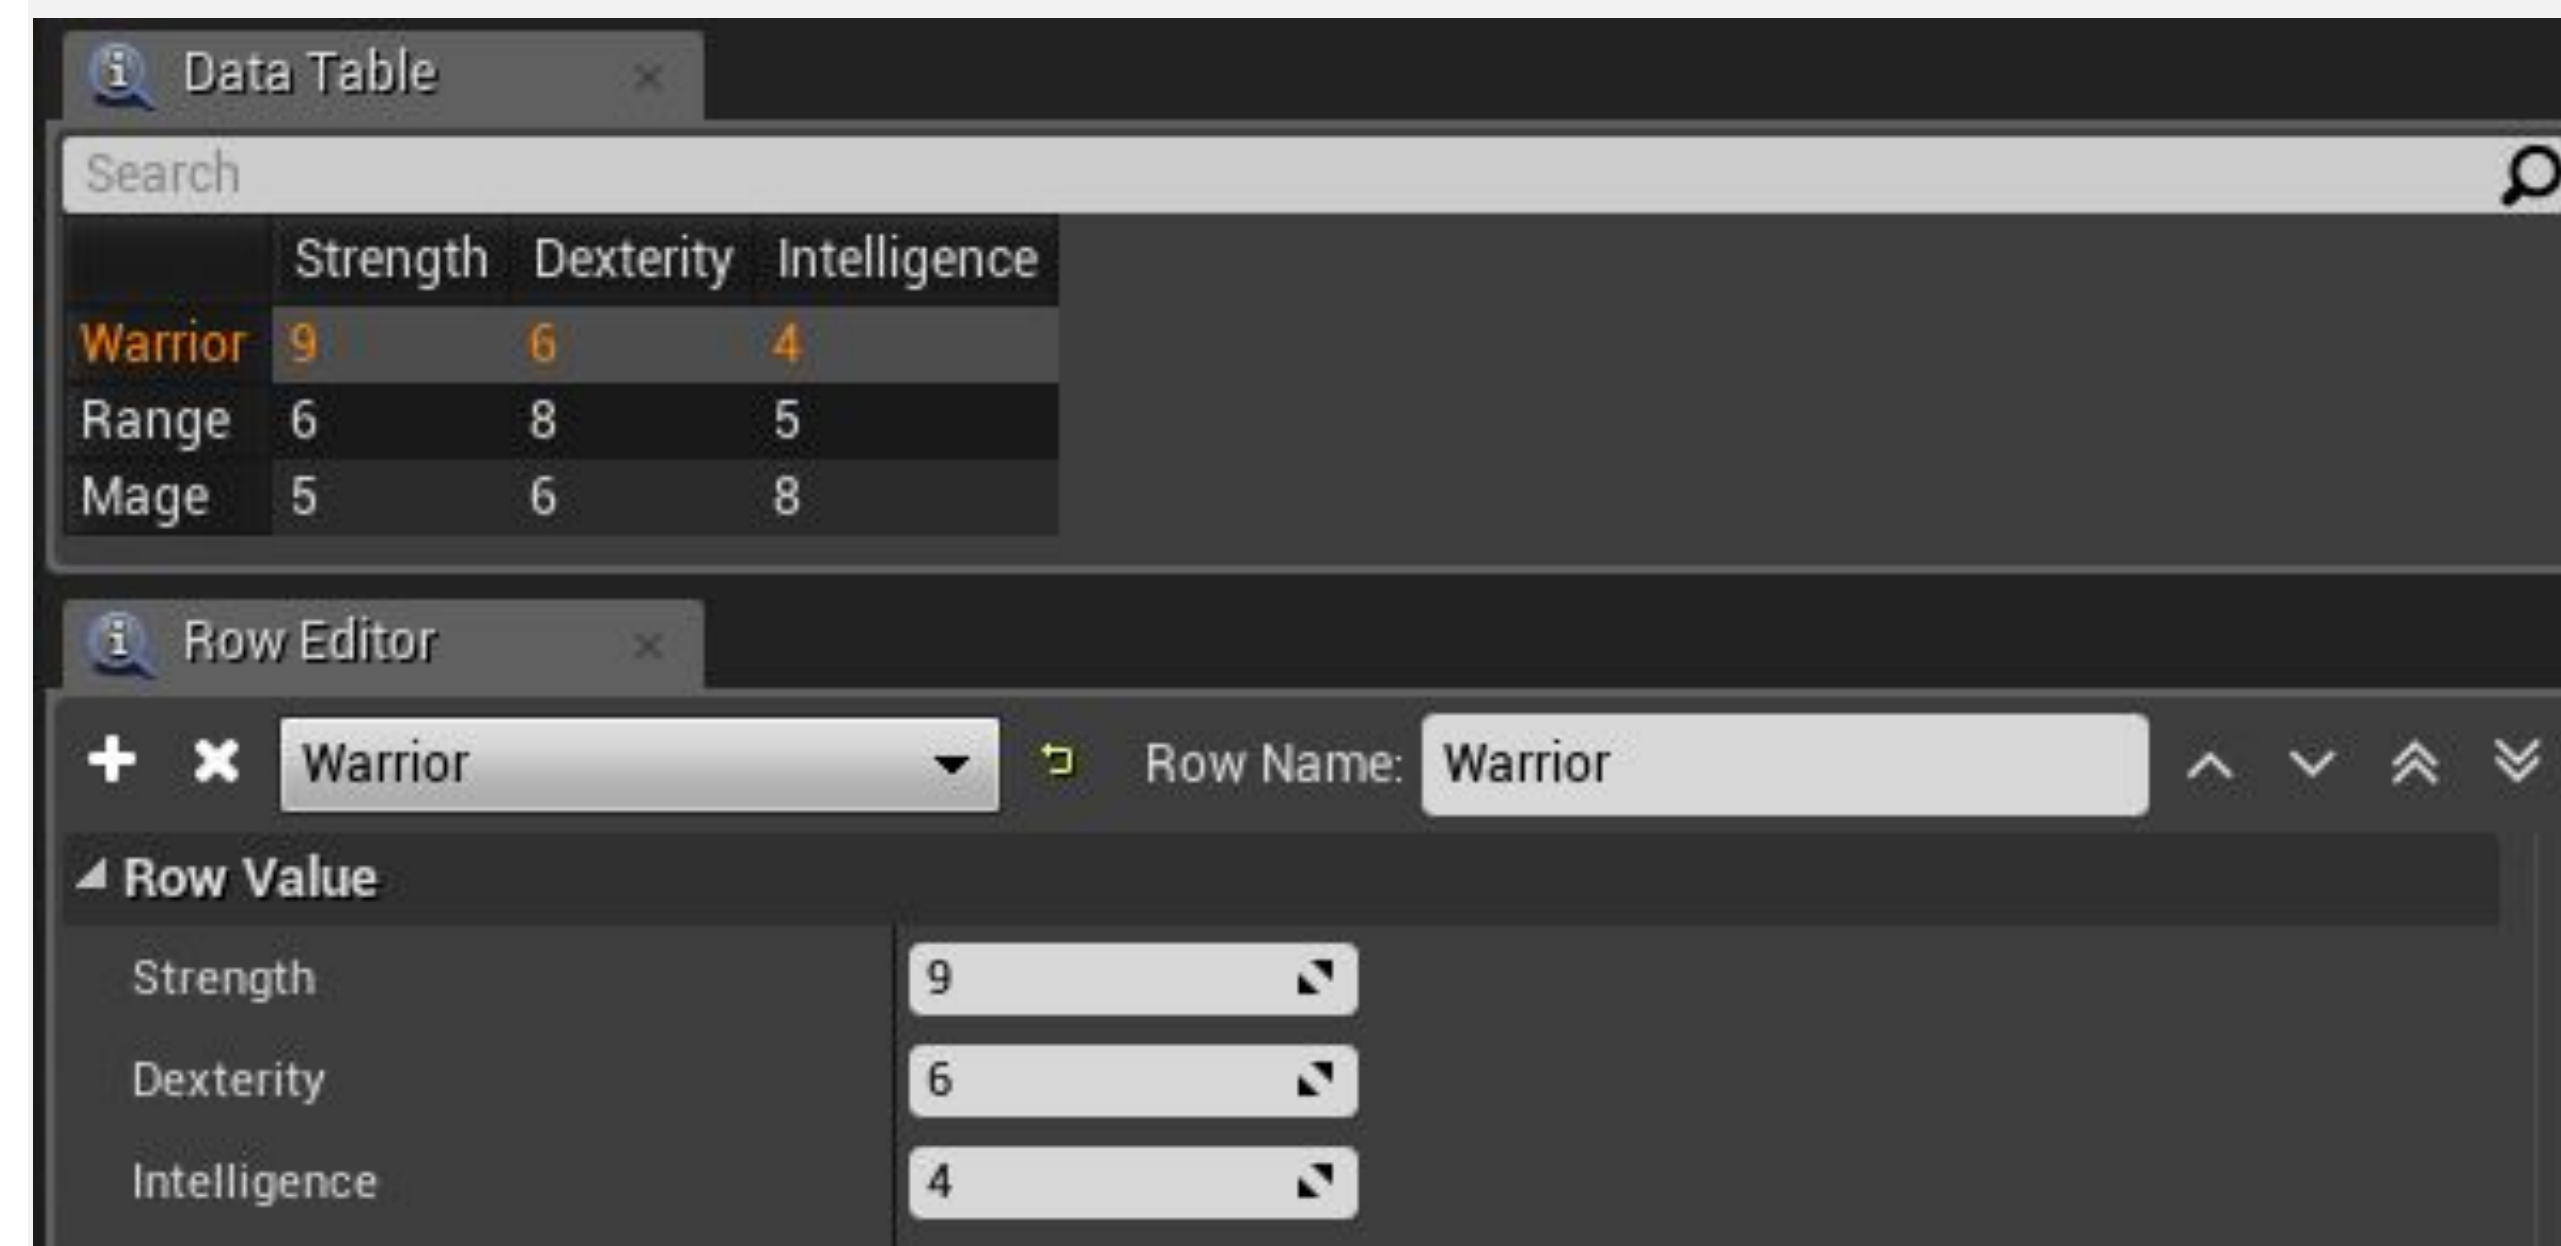 Data Table
Search
Strength Dexterity Intelligence
Warrior 9 6 4
Range 6 8 5
Mage 5 6 8
Row Editor
Warrior Row Name: Warrior
Row Value
Strength 9
Dexterity 6
Intelligence 4